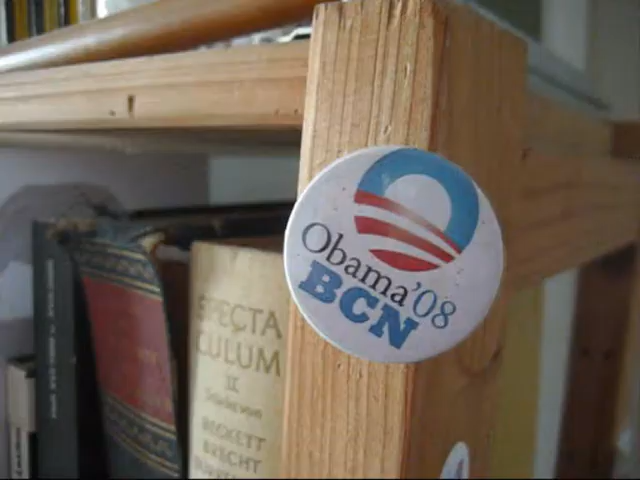 Obama'08
BCN
SPECTA
CULUM
II
BECKETT
BRECHT